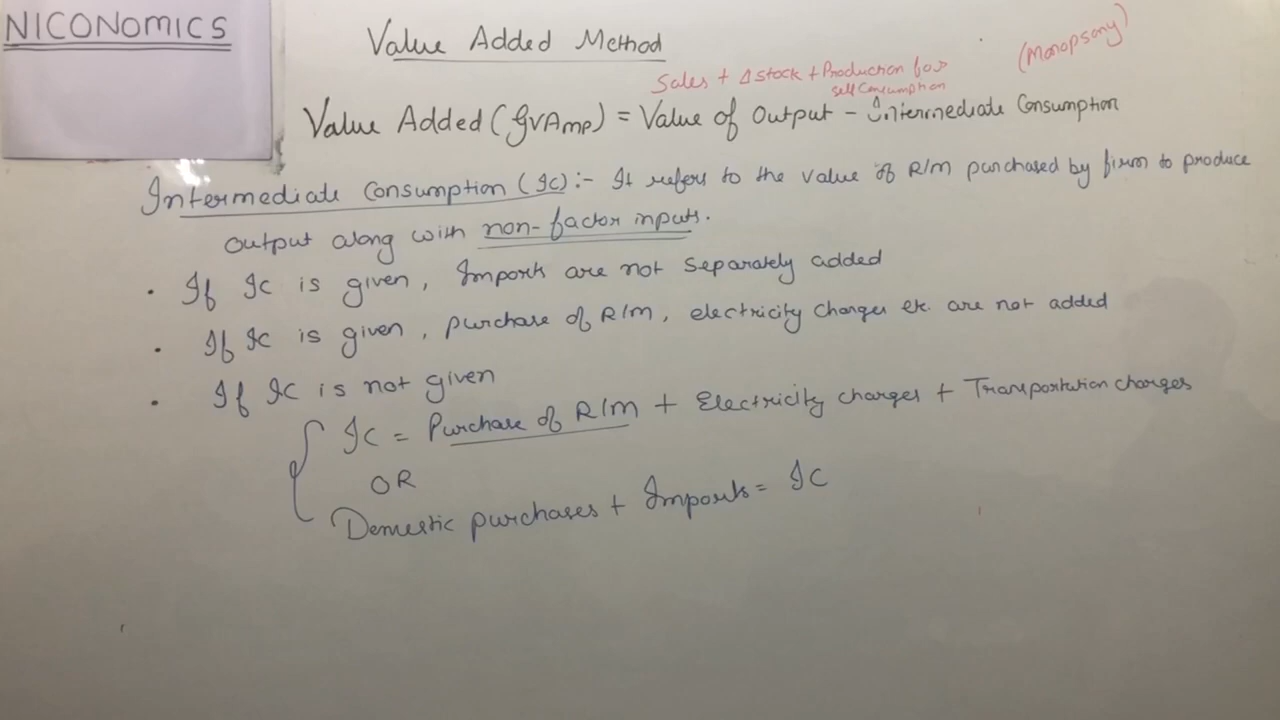 NICONOMICS
Value Added Method
(Monopsony)
Sales + Δstock + Production for
self Consumption
Value Added (GVAMP) = Value of Output - Intermediate Consumption
Intermediate Consumption (Ic):- It refers to the value of R/M purchased by firm to produce
output along with non-factor inputs.
• If Ic is given, Imports are not separately added
• If Ic is given, purchase of R/M, electricity charges etc. are not added
• If Ic is not given
Ic = Purchase of R/M + Electricity charges + Transportation charges
OR
Domestic purchases + Imports = Ic